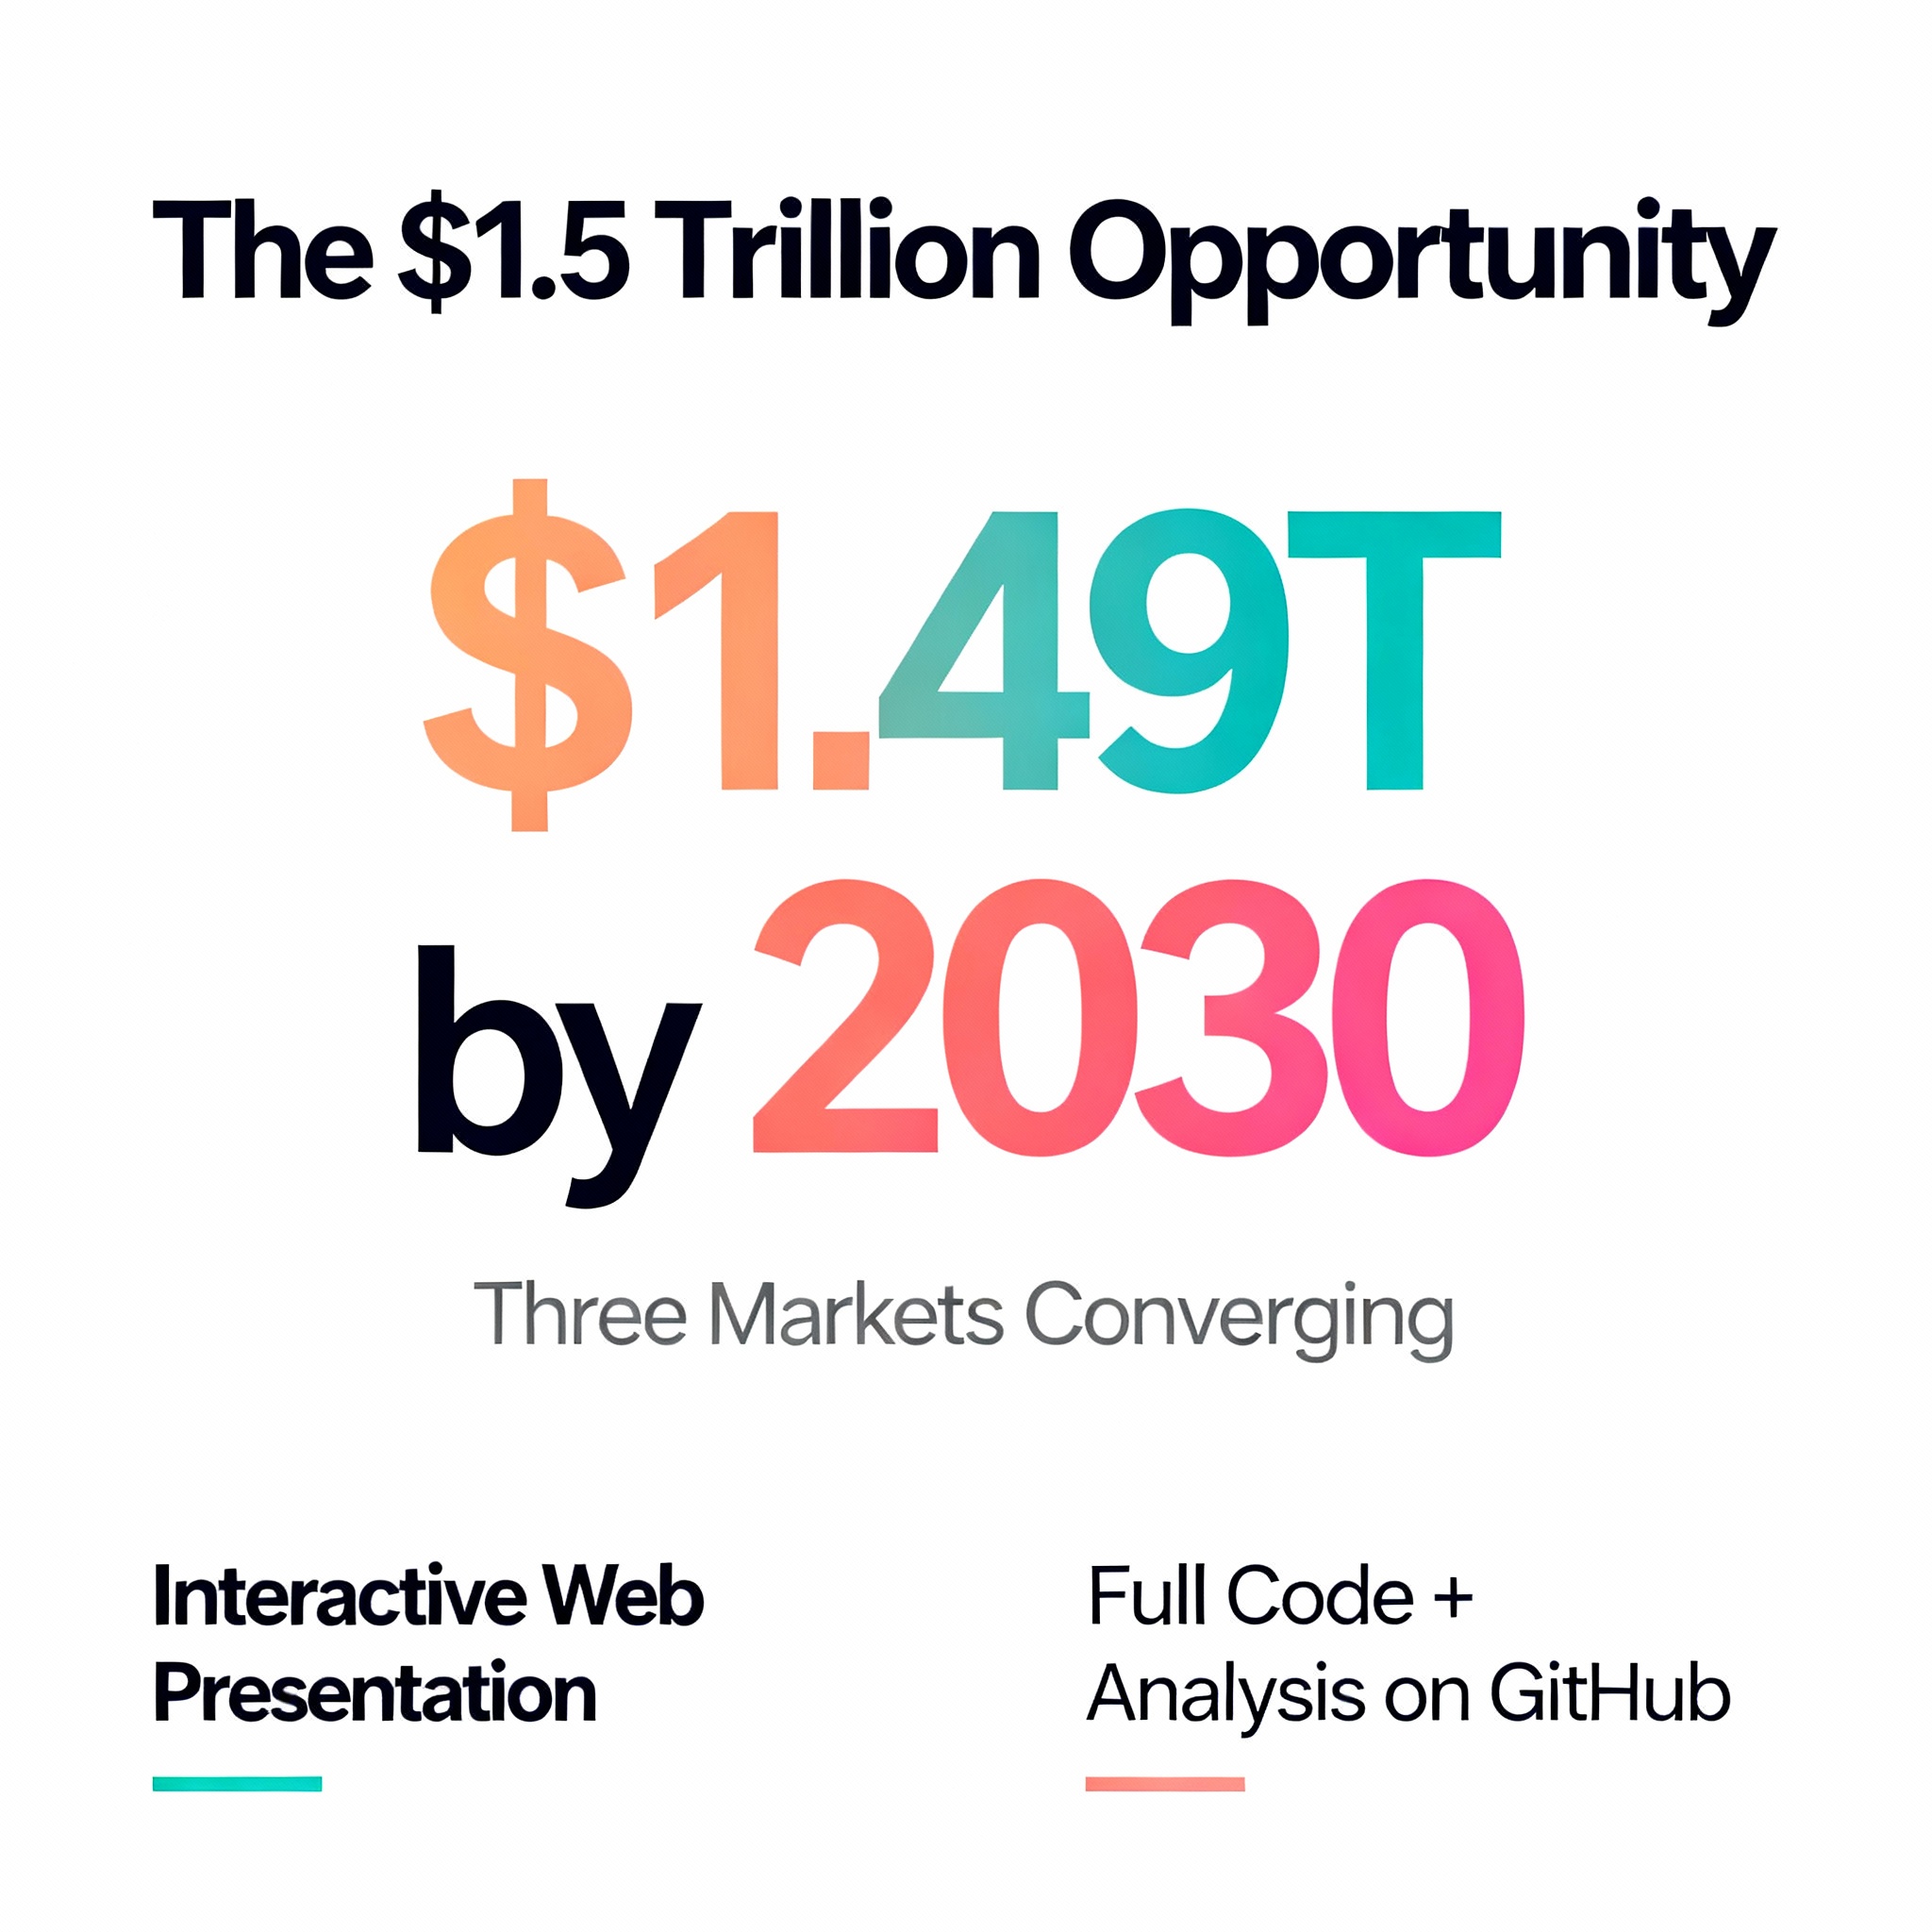 The $1.5 Trillion Opportunity
$1.49T
by 2030
Three Markets Converging
Interactive Web
Presentation
Full Code +
Analysis on GitHub